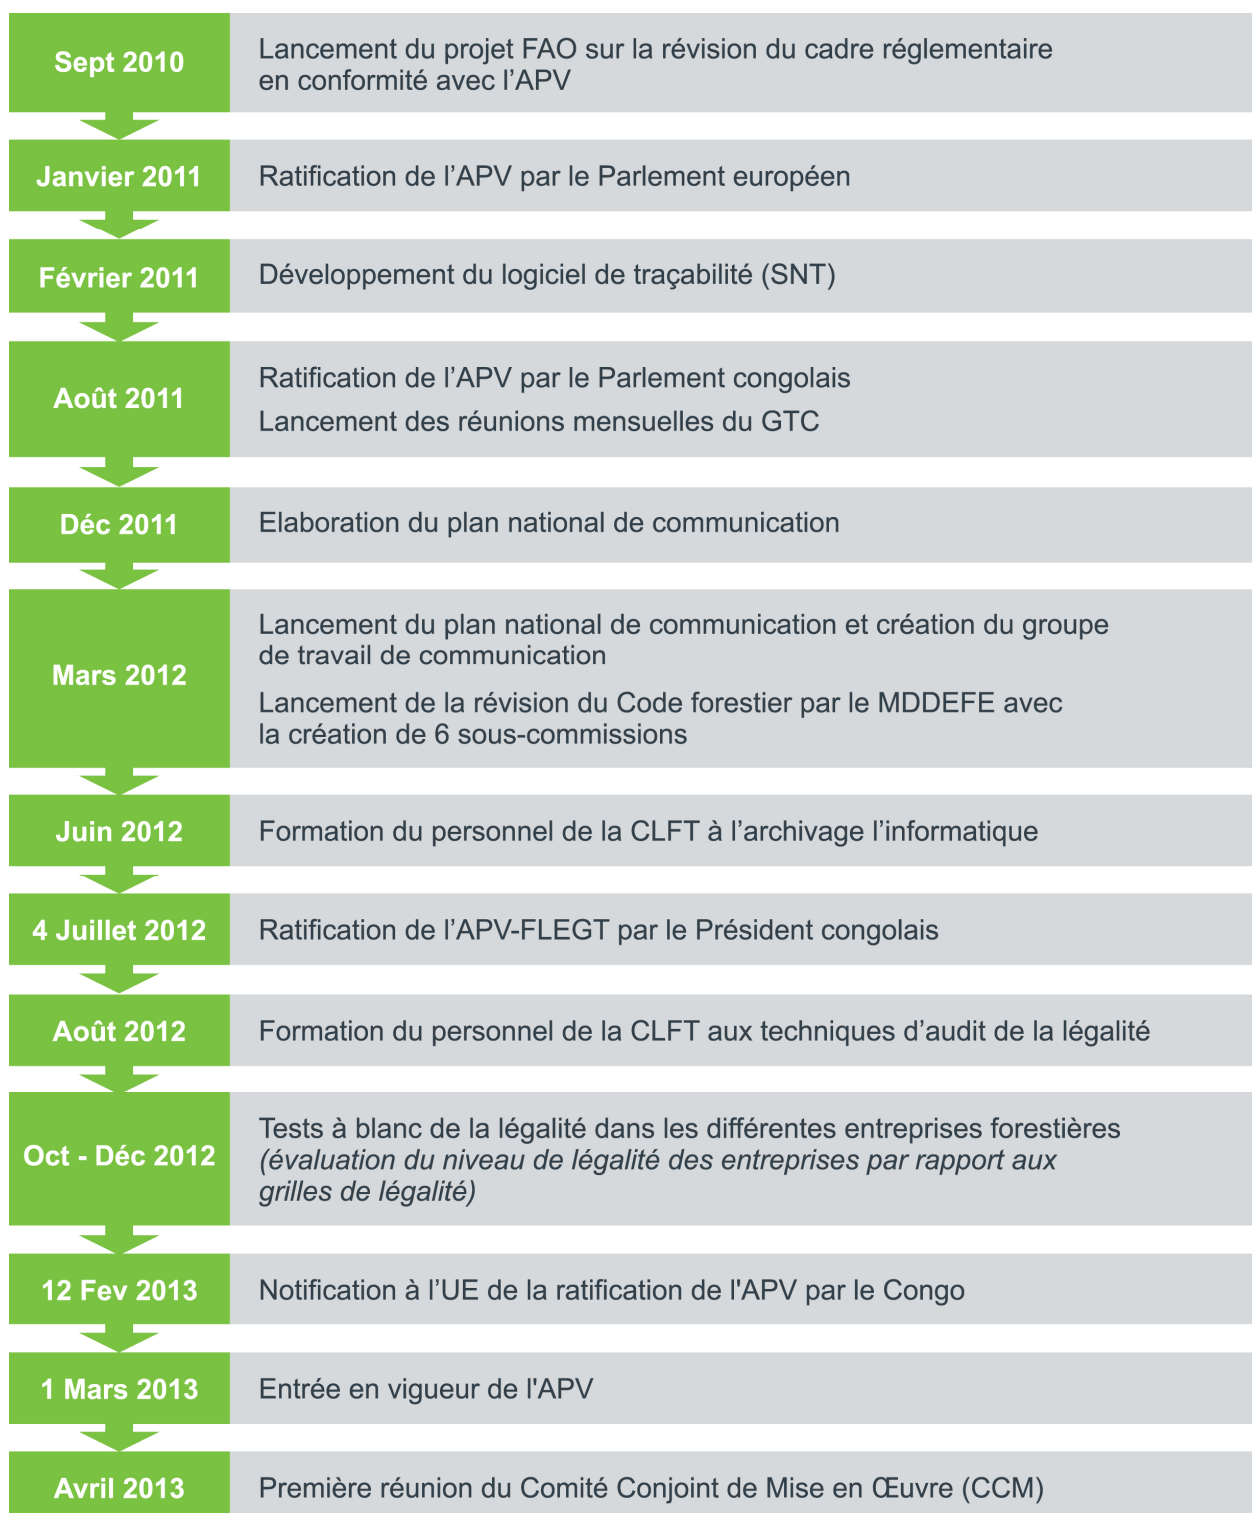 Sept 2010
Lancement du projet FAO sur la révision du cadre réglementaire
en conformité avec l’APV
Janvier 2011
Ratification de l’APV par le Parlement européen
Février 2011
Développement du logiciel de traçabilité (SNT)
Août 2011
Ratification de l’APV par le Parlement congolais
Lancement des réunions mensuelles du GTC
Déc 2011
Elaboration du plan national de communication
Mars 2012
Lancement du plan national de communication et création du groupe
de travail de communication
Lancement de la révision du Code forestier par le MDDEFE avec
la création de 6 sous-commissions
Juin 2012
Formation du personnel de la CLFT à l’archivage l’informatique
4 Juillet 2012
Ratification de l’APV-FLEGT par le Président congolais
Août 2012
Formation du personnel de la CLFT aux techniques d’audit de la légalité
Oct - Déc 2012
Tests à blanc de la légalité dans les différentes entreprises forestières
(évaluation du niveau de légalité des entreprises par rapport aux
grilles de légalité)
12 Fev 2013
Notification à l’UE de la ratification de l'APV par le Congo
1 Mars 2013
Entrée en vigueur de l'APV
Avril 2013
Première réunion du Comité Conjoint de Mise en Œuvre (CCM)